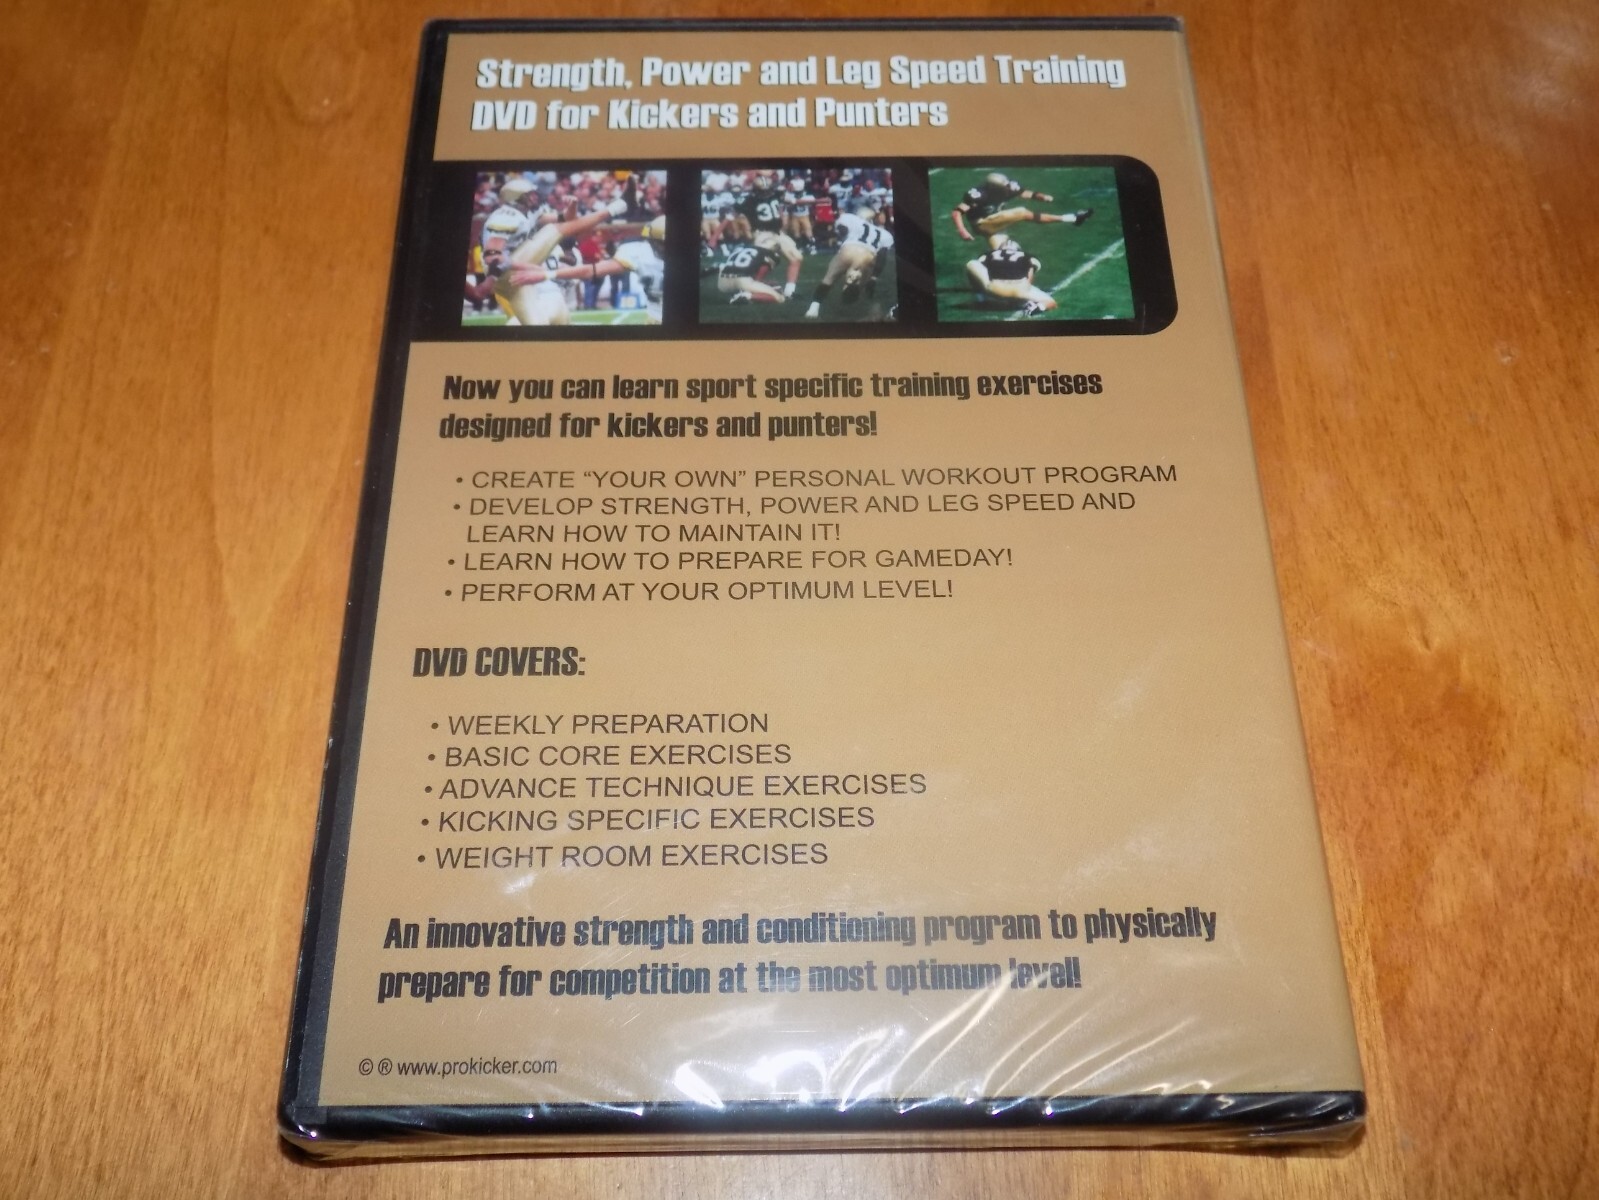 Strength, Power and Leg Speed Training
DVD for Kickers and Punters
30
26
11
17
Now you can learn sport specific training exercises
designed for kickers and punters!
• CREATE “YOUR OWN” PERSONAL WORKOUT PROGRAM
• DEVELOP STRENGTH, POWER AND LEG SPEED AND
LEARN HOW TO MAINTAIN IT!
• LEARN HOW TO PREPARE FOR GAMEDAY!
• PERFORM AT YOUR OPTIMUM LEVEL!
DVD COVERS:
• WEEKLY PREPARATION
• BASIC CORE EXERCISES
• ADVANCE TECHNIQUE EXERCISES
• KICKING SPECIFIC EXERCISES
• WEIGHT ROOM EXERCISES
An innovative strength and conditioning program to physically
prepare for competition at the most optimum level!
© ® www.prokicker.com